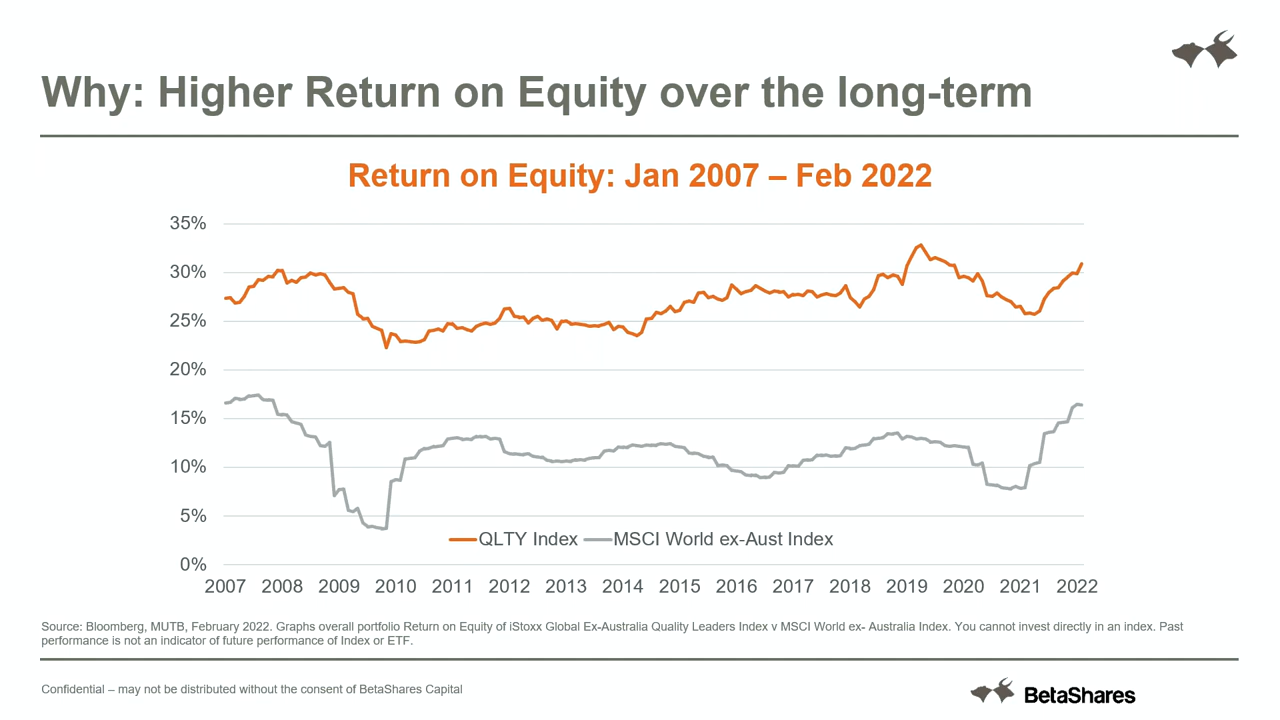 Why: Higher Return on Equity over the long-term
Return on Equity: Jan 2007 – Feb 2022
35%
30%
25%
20%
15%
10%
5%
0%
QLTY Index
MSCI World ex-Aust Index
2007 2008 2009 2010 2011 2012 2013 2014 2015 2016 2017 2018 2019 2020 2021 2022
Source: Bloomberg, MUTB, February 2022. Graphs overall portfolio Return on Equity of iStoxx Global Ex-Australia Quality Leaders Index v MSCI World ex- Australia Index. You cannot invest directly in an index. Past
performance is not an indicator of future performance of Index or ETF.
Confidential – may not be distributed without the consent of BetaShares Capital
BetaShares